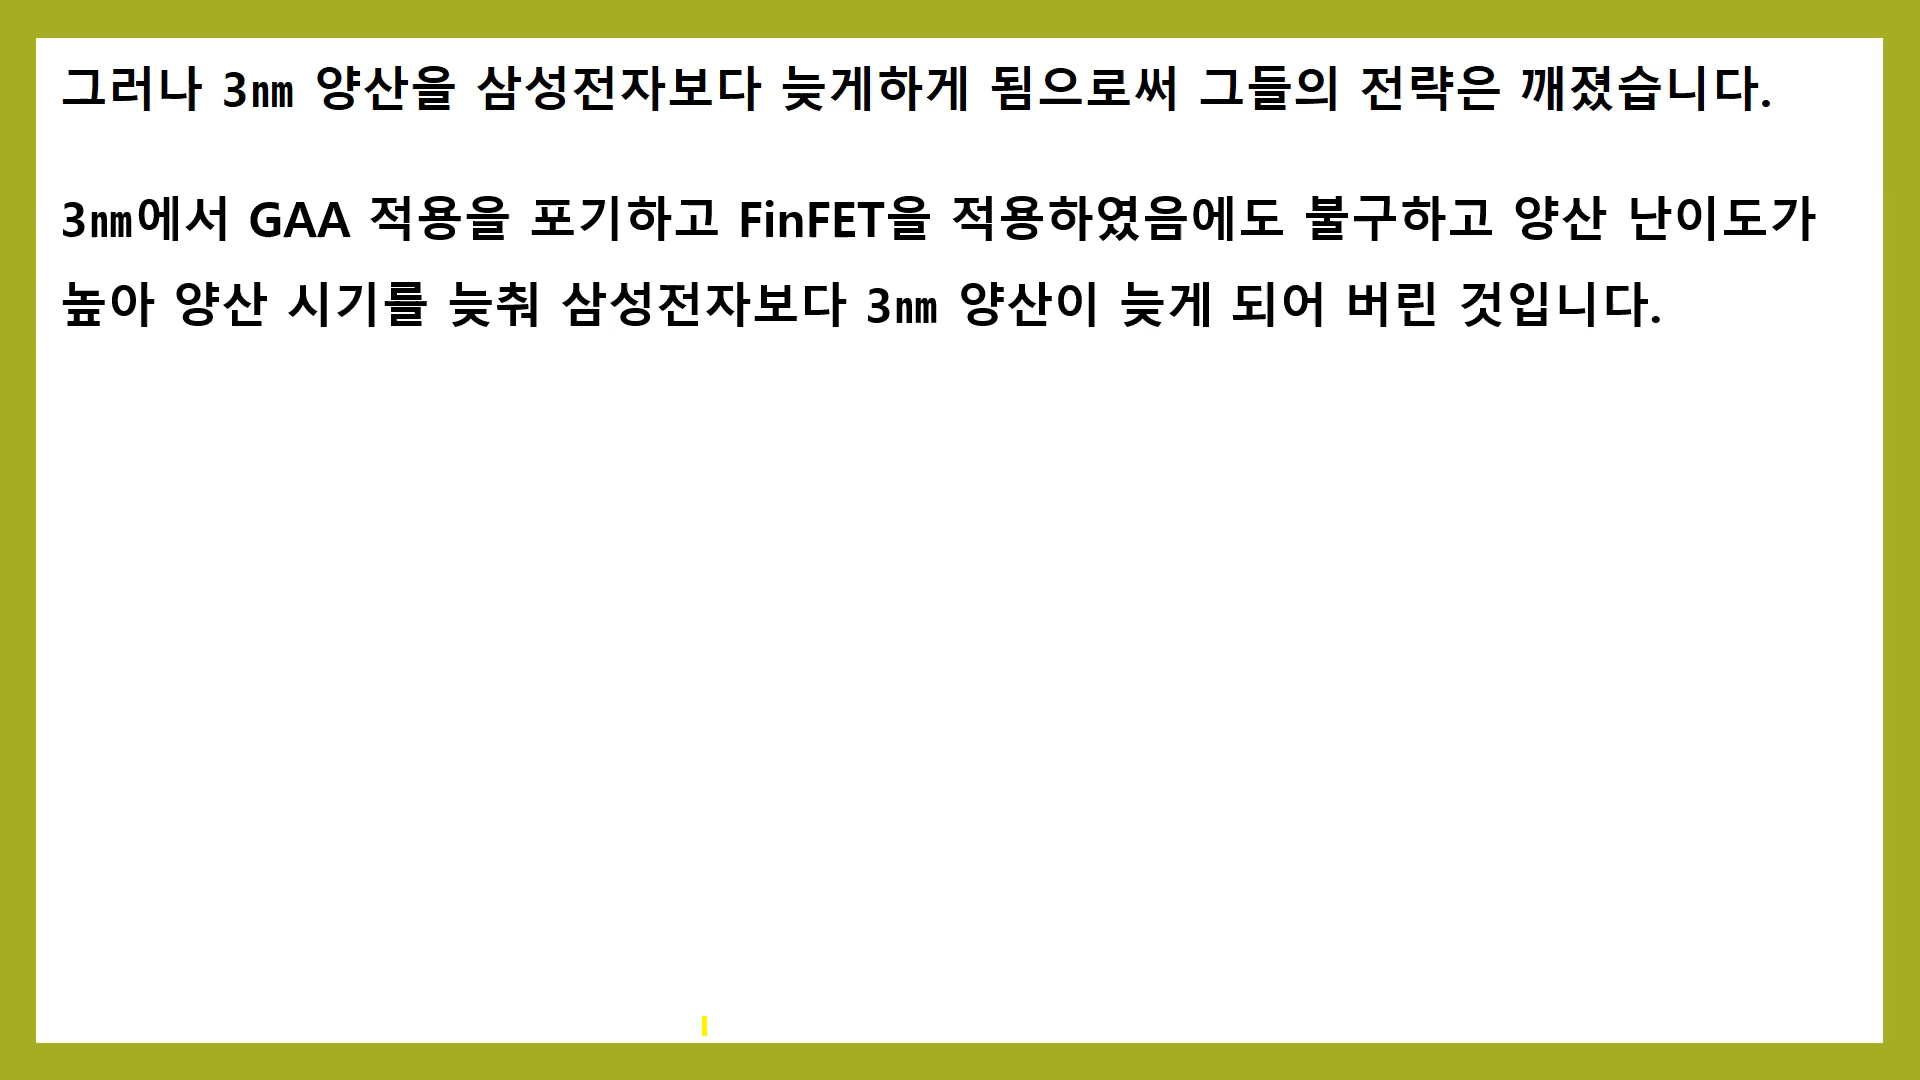 그러나 3㎚ 양산을 삼성전자보다 늦게하게 됨으로써 그들의 전략은 깨졌습니다.
3㎚에서 GAA 적용을 포기하고 FinFET을 적용하였음에도 불구하고 양산 난이도가
높아 양산 시기를 늦춰 삼성전자보다 3㎚ 양산이 늦게 되어 버린 것입니다.